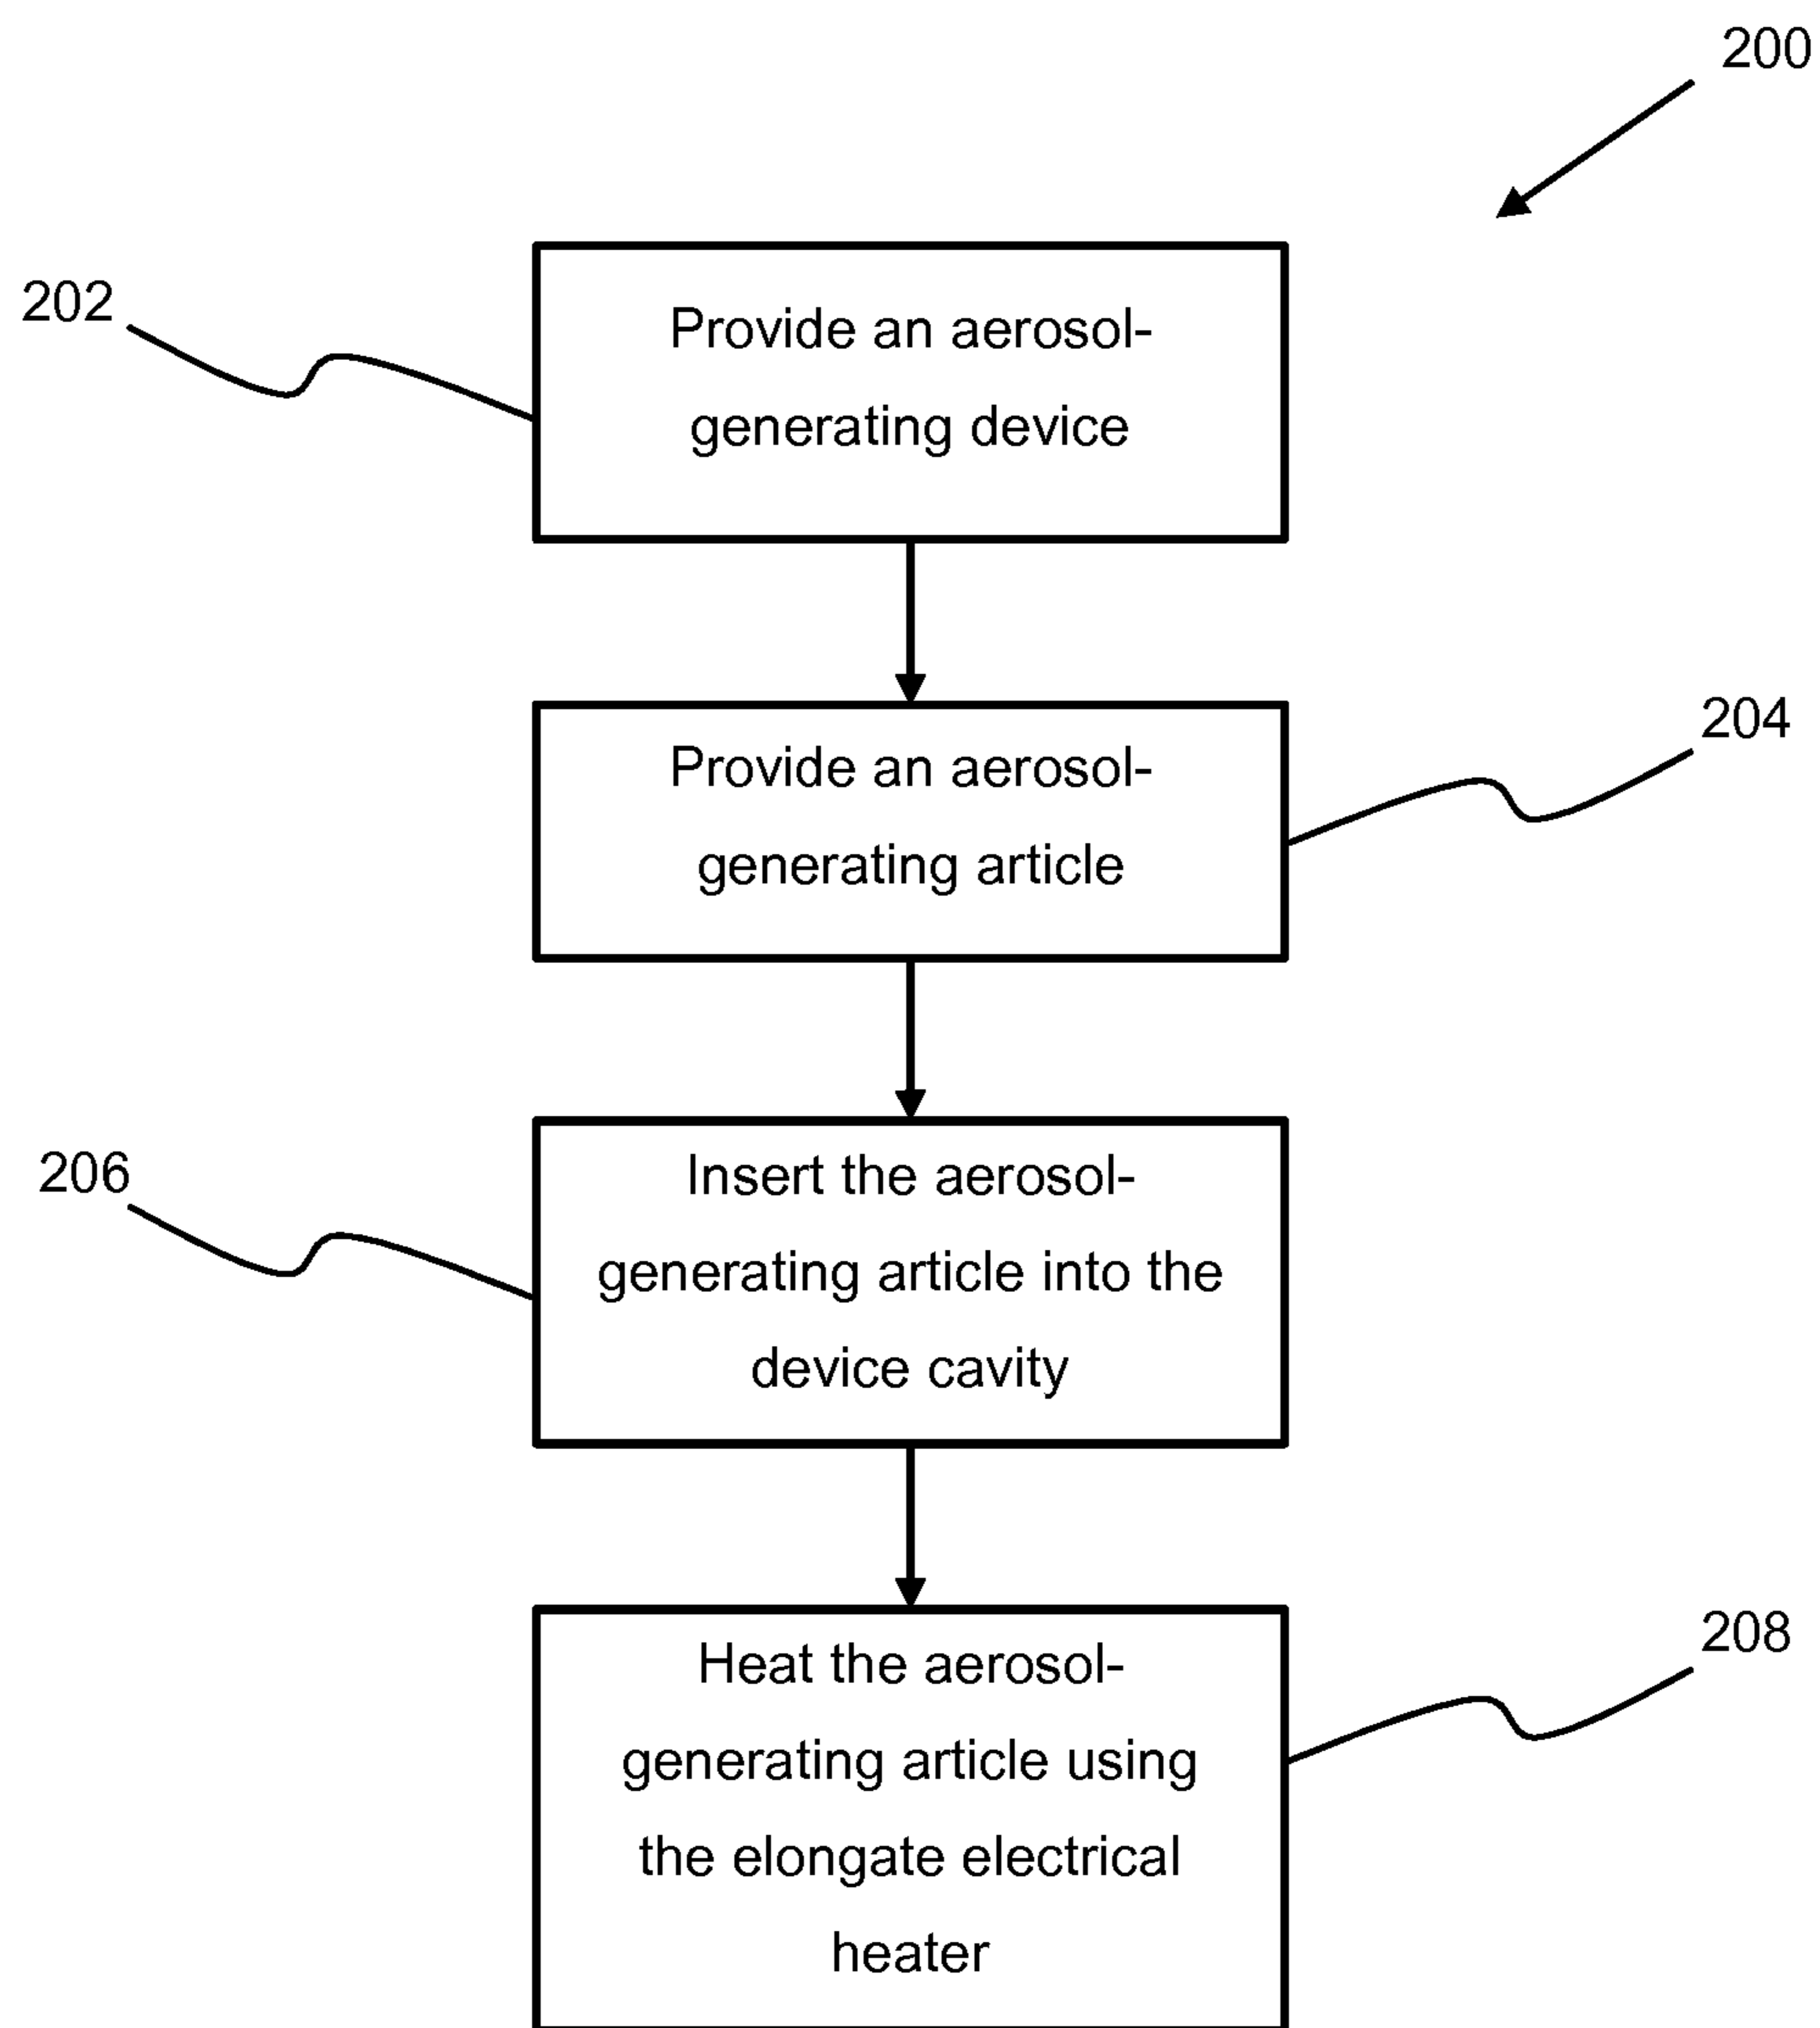 200
202
Provide an aerosol-
generating device
204
Provide an aerosol-
generating article
206
Insert the aerosol-
generating article into the
device cavity
208
Heat the aerosol-
generating article using
the elongate electrical
heater